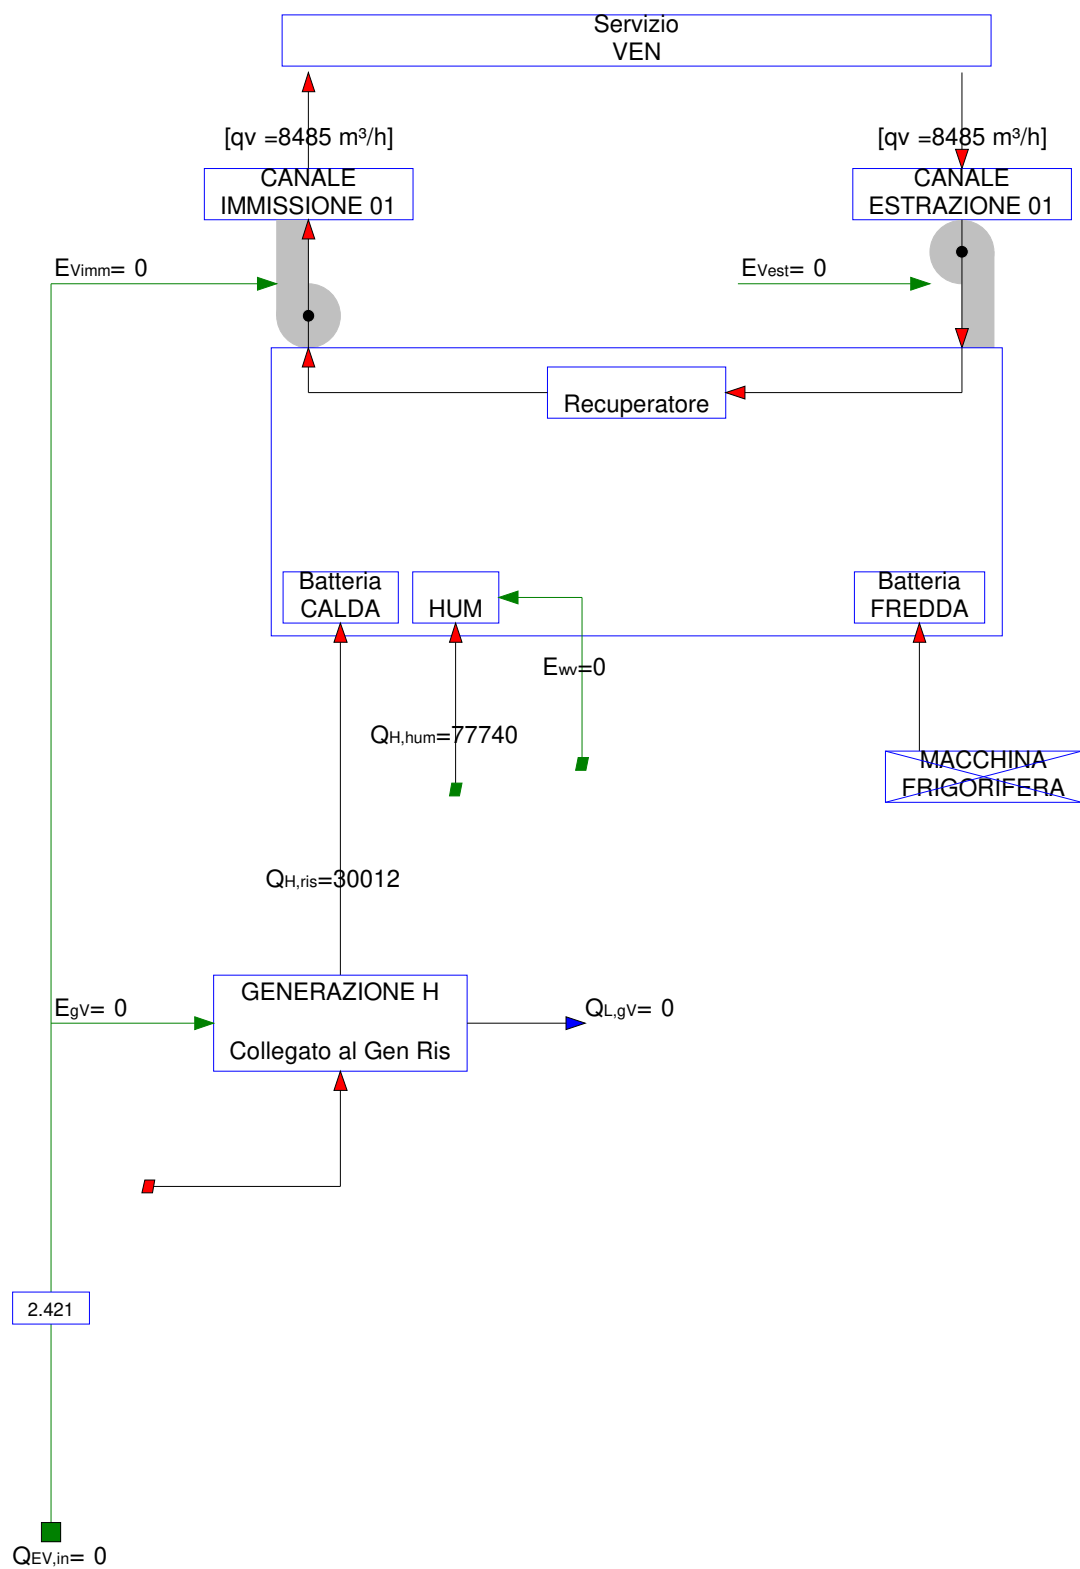 Servizio
VEN
[qv =8485 m³/h]
[qv =8485 m³/h]
CANALE
IMMISSIONE 01
CANALE
ESTRAZIONE 01
EVimm= 0
EVest= 0
Recuperatore
Batteria
CALDA
HUM
Batteria
FREDDA
Ewv=0
QH,hum=77740
MACCHINA
FRIGORIFERA
QH,ris=30012
GENERAZIONE H
Collegato al Gen Ris
EgV= 0
QL,gV= 0
2.421
QEV,in= 0